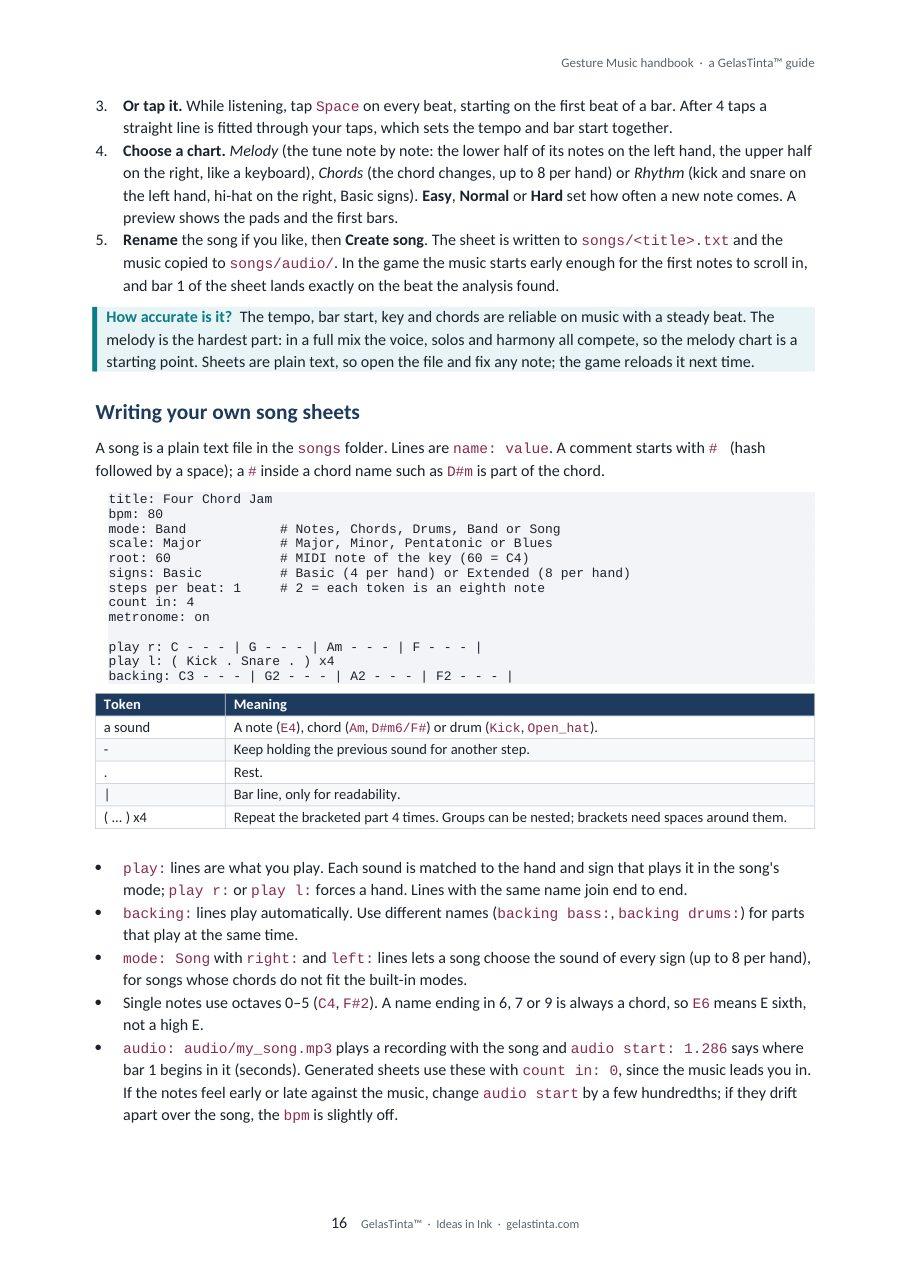 Gesture Music handbook · a GelasTinta™ guide
3. Or tap it. While listening, tap Space on every beat, starting on the first beat of a bar. After 4 taps a
straight line is fitted through your taps, which sets the tempo and bar start together.
4. Choose a chart. Melody (the tune note by note: the lower half of its notes on the left hand, the upper half
on the right, like a keyboard), Chords (the chord changes, up to 8 per hand) or Rhythm (kick and snare on
the left hand, hi-hat on the right, Basic signs). Easy, Normal or Hard set how often a new note comes. A
preview shows the pads and the first bars.
5. Rename the song if you like, then Create song. The sheet is written to songs/<title>.txt and the
music copied to songs/audio/. In the game the music starts early enough for the first notes to scroll in,
and bar 1 of the sheet lands exactly on the beat the analysis found.
How accurate is it? The tempo, bar start, key and chords are reliable on music with a steady beat. The
melody is the hardest part: in a full mix the voice, solos and harmony all compete, so the melody chart is a
starting point. Sheets are plain text, so open the file and fix any note; the game reloads it next time.
Writing your own song sheets
A song is a plain text file in the songs folder. Lines are name: value. A comment starts with # (hash
followed by a space); a # inside a chord name such as D#m is part of the chord.
title: Four Chord Jam
bpm: 80
mode: Band # Notes, Chords, Drums, Band or Song
scale: Major # Major, Minor, Pentatonic or Blues
root: 60 # MIDI note of the key (60 = C4)
signs: Basic # Basic (4 per hand) or Extended (8 per hand)
steps per beat: 1 # 2 = each token is an eighth note
count in: 4
metronome: on
play r: C - - - | G - - - | Am - - - | F - - - |
play l: ( Kick . Snare . ) x4
backing: C3 - - - | G2 - - - | A2 - - - | F2 - - - |
Token Meaning
a sound A note (E4), chord (Am, D#m6/F#) or drum (Kick, Open_hat).
- Keep holding the previous sound for another step.
. Rest.
| Bar line, only for readability.
( ... ) x4 Repeat the bracketed part 4 times. Groups can be nested; brackets need spaces around them.
• play: lines are what you play. Each sound is matched to the hand and sign that plays it in the song's
mode; play r: or play l: forces a hand. Lines with the same name join end to end.
• backing: lines play automatically. Use different names (backing bass:, backing drums:) for parts
that play at the same time.
• mode: Song with right: and left: lines lets a song choose the sound of every sign (up to 8 per hand),
for songs whose chords do not fit the built-in modes.
• Single notes use octaves 0–5 (C4, F#2). A name ending in 6, 7 or 9 is always a chord, so E6 means E sixth,
not a high E.
• audio: audio/my_song.mp3 plays a recording with the song and audio start: 1.286 says where
bar 1 begins in it (seconds). Generated sheets use these with count in: 0, since the music leads you in.
If the notes feel early or late against the music, change audio start by a few hundredths; if they drift
apart over the song, the bpm is slightly off.
16 GelasTinta™ · Ideas in Ink · gelastinta.com